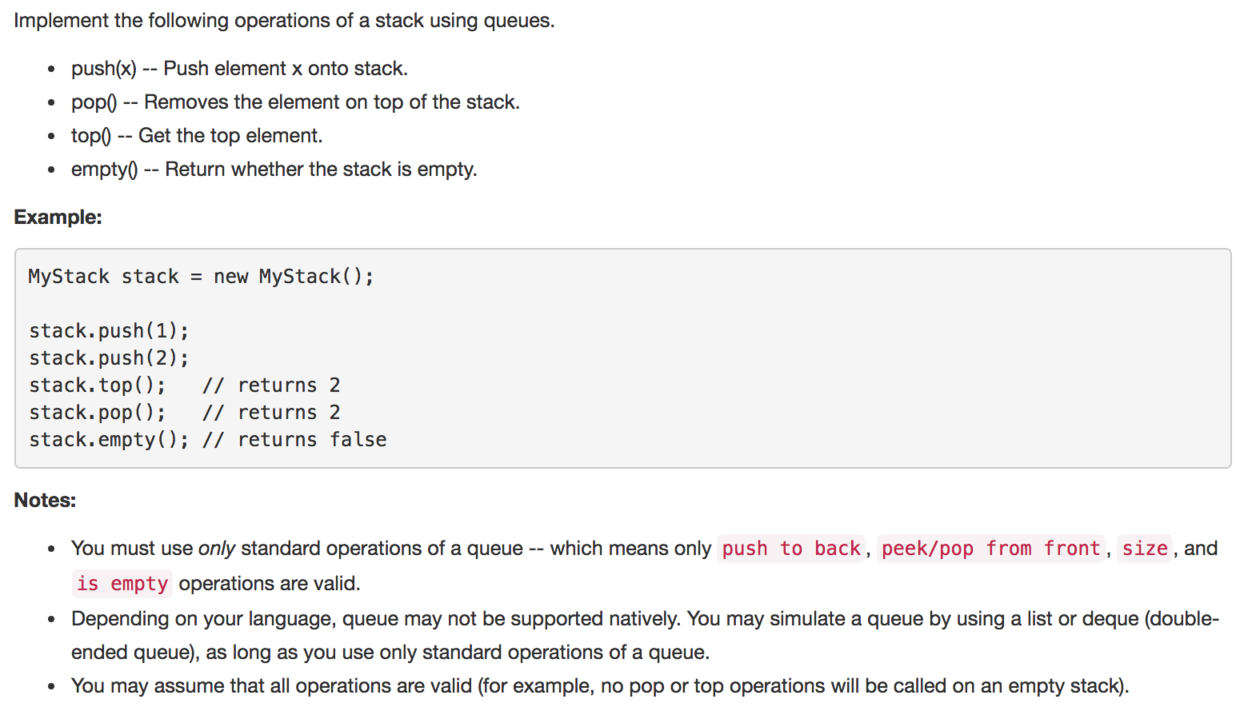 Implement the following operations of a stack using queues.
• push(x) -- Push element x onto stack.
• pop() -- Removes the element on top of the stack.
• top() -- Get the top element.
• empty() -- Return whether the stack is empty.
Example:
MyStack stack = new MyStack();
stack.push(1);
stack.push(2);
stack.top();   // returns 2
stack.pop();   // returns 2
stack.empty(); // returns false
Notes:
• You must use only standard operations of a queue -- which means only push to back, peek/pop from front, size, and
is empty operations are valid.
• Depending on your language, queue may not be supported natively. You may simulate a queue by using a list or deque (double-
ended queue), as long as you use only standard operations of a queue.
• You may assume that all operations are valid (for example, no pop or top operations will be called on an empty stack).